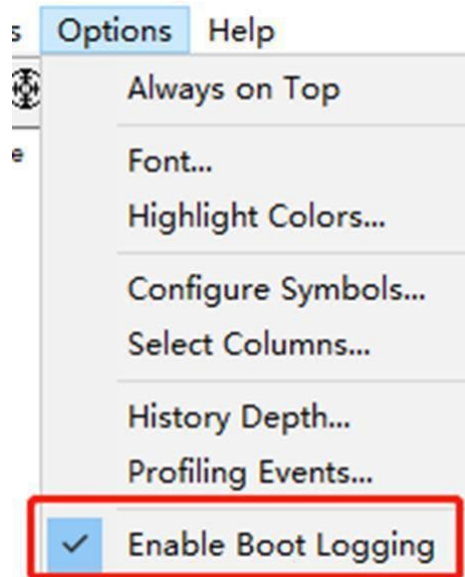 s Options Help
Always on Top
e
Font...
Highlight Colors...
Configure Symbols...
Select Columns...
History Depth...
Profiling Events...
Enable Boot Logging